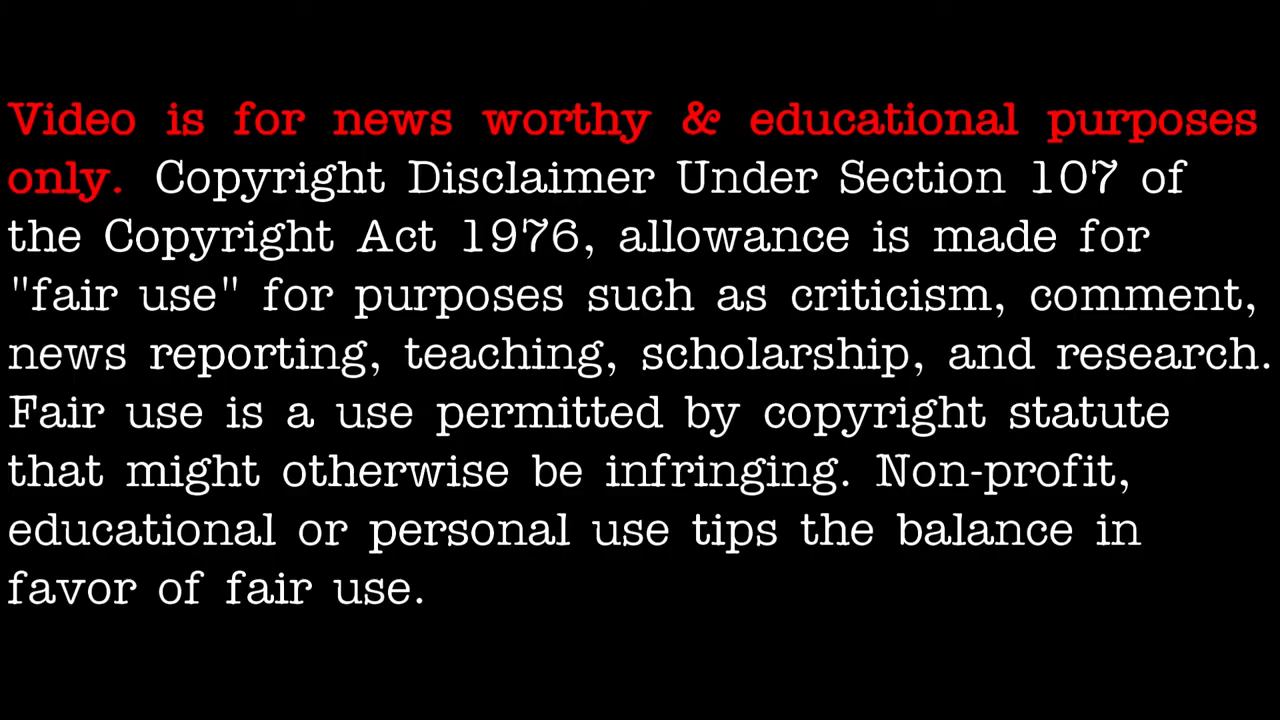 Video is for news worthy & educational purposes
only. Copyright Disclaimer Under Section 107 of
the Copyright Act 1976, allowance is made for
"fair use" for purposes such as criticism, comment,
news reporting, teaching, scholarship, and research.
Fair use is a use permitted by copyright statute
that might otherwise be infringing. Non-profit,
educational or personal use tips the balance in
favor of fair use.